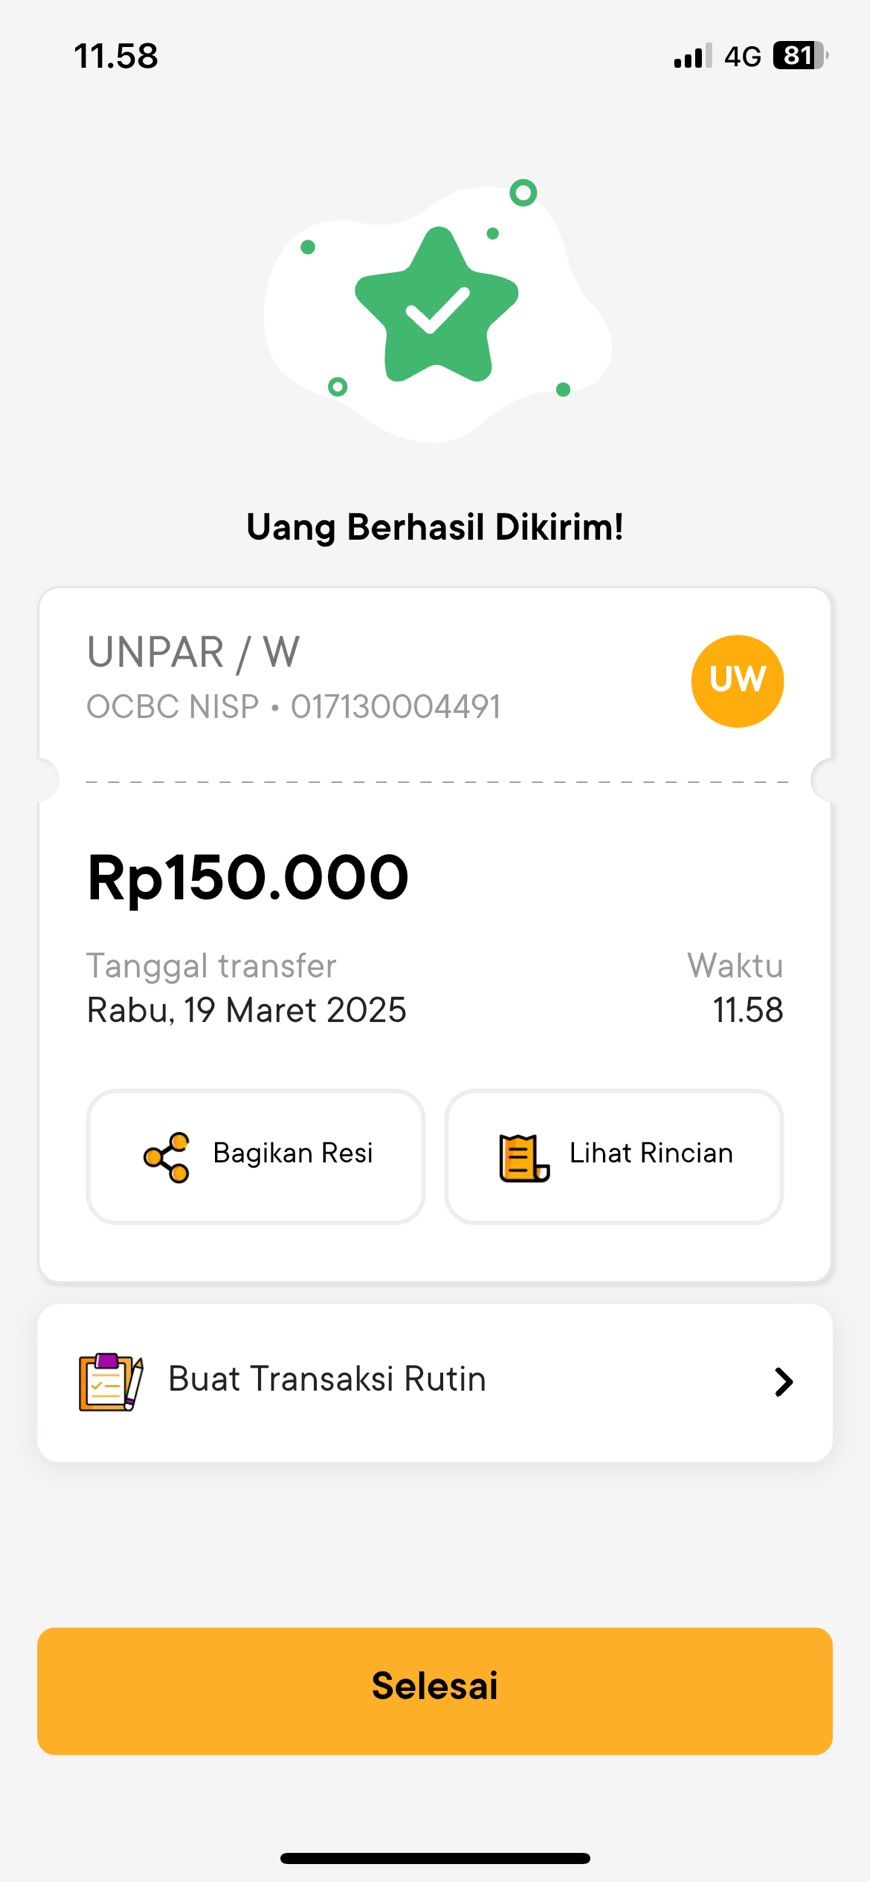 11.58
4G 81
Uang Berhasil Dikirim!
UNPAR / W
UW
OCBC NISP • 017130004491
Rp150.000
Tanggal transfer
Waktu
Rabu, 19 Maret 2025
11.58
Bagikan Resi
Lihat Rincian
Buat Transaksi Rutin
Selesai